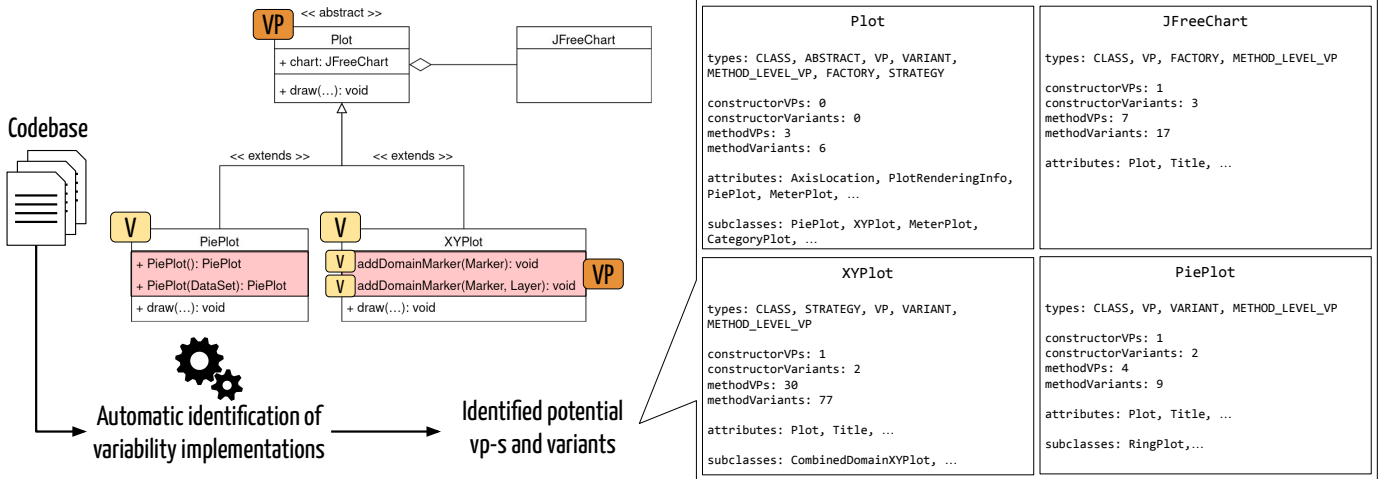 VP
<< abstract >>
Plot
+ chart: JFreeChart
+ draw(...): void
JFreeChart
Codebase
<< extends >>
<< extends >>
V
PiePlot
+ PiePlot(): PiePlot
+ PiePlot(DataSet): PiePlot
+ draw(…): void
V
XYPlot
V addDomainMarker(Marker): void
V addDomainMarker(Marker, Layer): void
VP
+ draw(…): void
Automatic identification of
variability implementations
Identified potential
vp-s and variants
Plot
types: CLASS, ABSTRACT, VP, VARIANT,
METHOD_LEVEL_VP, FACTORY, STRATEGY
constructorVPs: 0
constructorVariants: 0
methodVPs: 3
methodVariants: 6
attributes: AxisLocation, PlotRenderingInfo,
PiePlot, MeterPlot, …
subclasses: PiePlot, XYPlot, MeterPlot,
CategoryPlot, …
JFreeChart
types: CLASS, VP, FACTORY, METHOD_LEVEL_VP
constructorVPs: 1
constructorVariants: 3
methodVPs: 7
methodVariants: 17
attributes: Plot, Title, …
XYPlot
types: CLASS, STRATEGY, VP, VARIANT,
METHOD_LEVEL_VP
constructorVPs: 1
constructorVariants: 2
methodVPs: 30
methodVariants: 77
attributes: Plot, Title, …
subclasses: CombinedDomainXYPlot, …
PiePlot
types: CLASS, VP, VARIANT, METHOD_LEVEL_VP
constructorVPs: 1
constructorVariants: 2
methodVPs: 4
methodVariants: 9
attributes: Plot, Title, …
subclasses: RingPlot,…